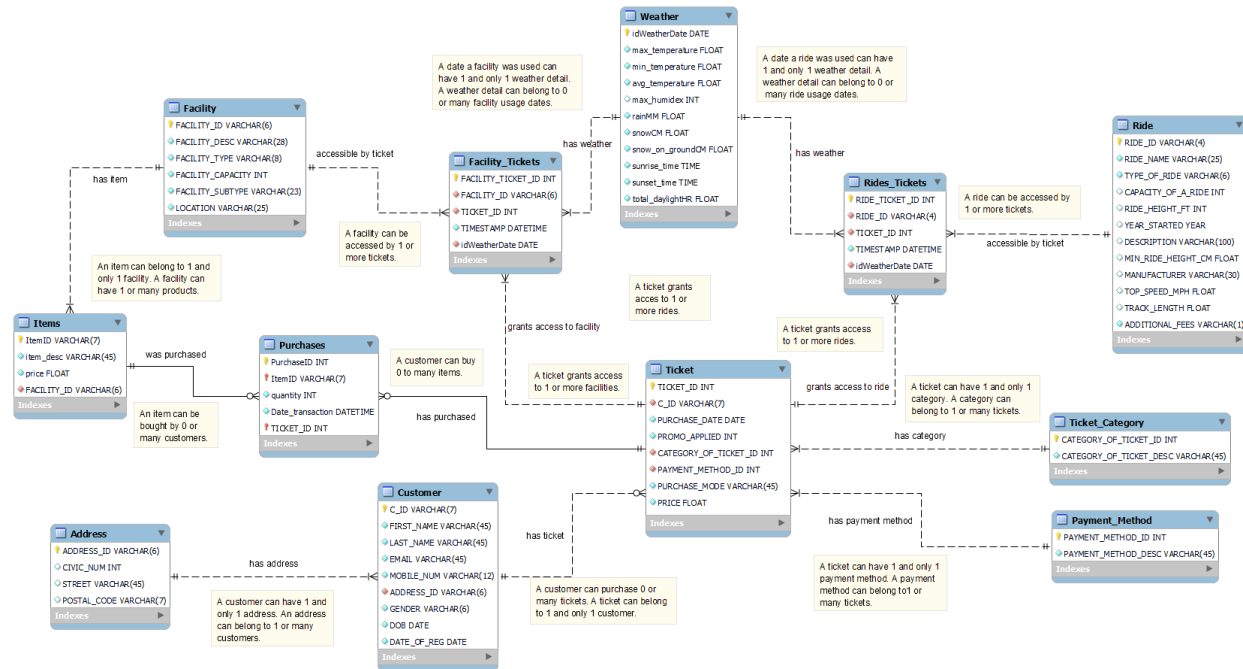 Weather
idWeatherDate DATE
max_temperature FLOAT
min_temperature FLOAT
avg_temperature FLOAT
max_humidex INT
rainMM FLOAT
snowCM FLOAT
snow_on_groundCM FLOAT
sunrise_time TIME
sunset_time TIME
total_daylightHR FLOAT
A date a facility was used can
have 1 and only 1 weather detail.
A weather detail can belong to 0
or many facility usage dates.
A date a ride was used can have
1 and only 1 weather detail. A
weather detail can belong to 0 or
many ride usage dates.
Facility
FACILITY_ID VARCHAR(6)
FACILITY_DESC VARCHAR(28)
FACILITY_TYPE VARCHAR(8)
FACILITY_CAPACITY INT
FACILITY_SUBTYPE VARCHAR(23)
LOCATION VARCHAR(25)
Indexes
accessible by ticket
has item
has weather
Facility_Tickets
FACILITY_TICKET_ID INT
FACILITY_ID VARCHAR(6)
TICKET_ID INT
TIMESTAMP DATETIME
idWeatherDate DATE
Indexes
has weather
Rides_Tickets
RIDE_TICKET_ID INT
RIDE_ID VARCHAR(4)
TICKET_ID INT
TIMESTAMP DATETIME
idWeatherDate DATE
Indexes
Ride
RIDE_ID VARCHAR(4)
RIDE_NAME VARCHAR(25)
TYPE_OF_RIDE VARCHAR(6)
CAPACITY_OF_A_RIDE INT
RIDE_HEIGHT_FT INT
YEAR_STARTED YEAR
DESCRIPTION VARCHAR(100)
MIN_RIDE_HEIGHT_CM FLOAT
MANUFACTURER VARCHAR(30)
TOP_SPEED_MPH FLOAT
TRACK_LENGTH FLOAT
ADDITIONAL_FEES VARCHAR(1)
Indexes
A ride can be accessed by
1 or more tickets.
accessible by ticket
A facility can be
accessed by 1 or
more tickets.
An item can belong to 1 and
only 1 facility. A facility can
have 1 or many products.
A ticket grants
acces to 1 or
more rides.
grants access to facility
A ticket grants access
to 1 or more rides.
Items
ItemID VARCHAR(7)
item_desc VARCHAR(45)
price FLOAT
FACILITY_ID VARCHAR(6)
Indexes
was purchased
An item can be
bought by 0 or
many customers.
Purchases
PurchaseID INT
ItemID VARCHAR(7)
quantity INT
Date_transaction DATETIME
TICKET_ID INT
Indexes
A customer can buy
0 to many items.
has purchased
A ticket grants access
to 1 or more facilities.
grants access to ride
Ticket
TICKET_ID INT
C_ID VARCHAR(7)
PURCHASE_DATE DATE
PROMO_APPLIED INT
CATEGORY_OF_TICKET_ID INT
PAYMENT_METHOD_ID INT
PURCHASE_MODE VARCHAR(45)
PRICE FLOAT
Indexes
A ticket can have 1 and only 1
category. A category can
belong to 1 or many tickets.
has category
Ticket_Category
CATEGORY_OF_TICKET_ID INT
CATEGORY_OF_TICKET_DESC VARCHAR(45)
Indexes
has payment method
Payment_Method
PAYMENT_METHOD_ID INT
PAYMENT_METHOD_DESC VARCHAR(45)
Indexes
A ticket can have 1 and only 1
payment method. A payment
method can belong to1 or
many tickets.
Customer
C_ID VARCHAR(7)
FIRST_NAME VARCHAR(45)
LAST_NAME VARCHAR(45)
EMAIL VARCHAR(45)
MOBILE_NUM VARCHAR(12)
ADDRESS_ID VARCHAR(6)
GENDER VARCHAR(6)
DOB DATE
DATE_OF_REG DATE
Indexes
has ticket
A customer can purchase 0 or
many tickets. A ticket can belong
to 1 and only 1 customer.
Address
ADDRESS_ID VARCHAR(6)
CIVIC_NUM INT
STREET VARCHAR(45)
POSTAL_CODE VARCHAR(7)
Indexes
has address
A customer can have 1 and
only 1 address. An address
can belong to 1 or many
customers.